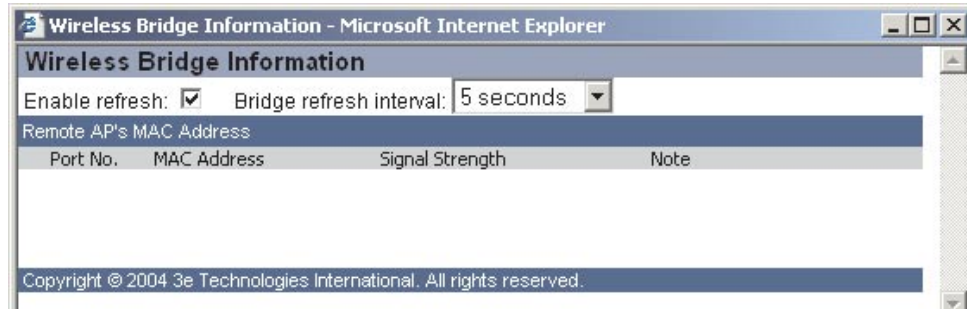 Wireless Bridge Information - Microsoft Internet Explorer
Wireless Bridge Information
Enable refresh: Bridge refresh interval: 5 seconds
Remote AP's MAC Address
Port No. MAC Address Signal Strength Note
Copyright © 2004 3e Technologies International. All rights reserved.